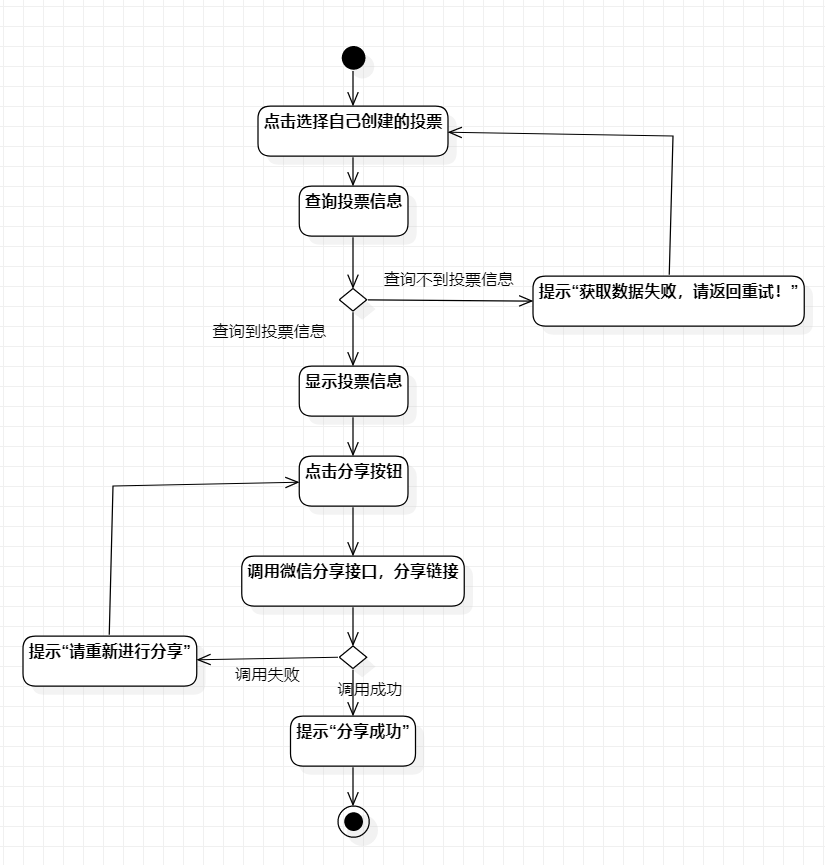 点击选择自己创建的投票
查询投票信息
查询不到投票信息
提示“获取数据失败，请返回重试！”
查询到投票信息
显示投票信息
点击分享按钮
调用微信分享接口，分享链接
提示“请重新进行分享”
调用失败
调用成功
提示“分享成功”